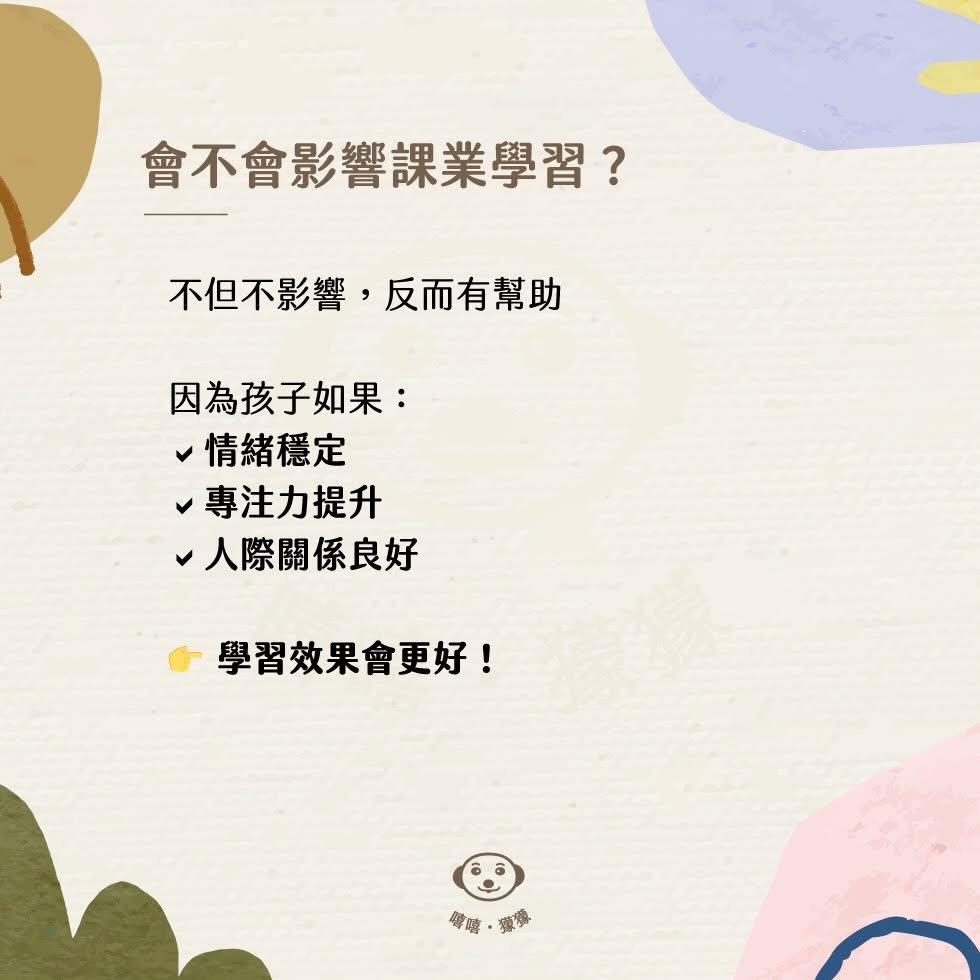 會不會影響課業學習？
不但不影響，反而有幫助
因為孩子如果：
情緒穩定
專注力提升
人際關係良好
👉 學習效果會更好！
嘻嘻·獴獴